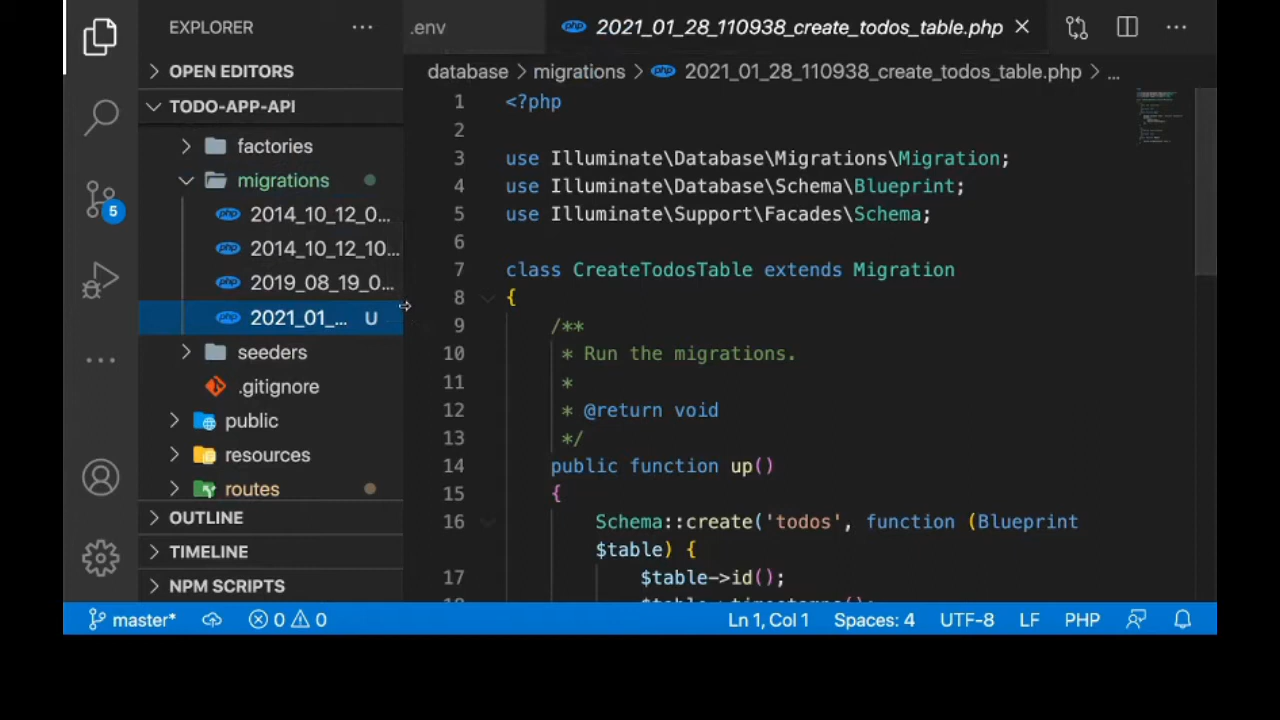 EXPLORER
OPEN EDITORS
TODO-APP-API
factories
migrations
2014_10_12_0...
2014_10_12_10...
2019_08_19_0...
2021_01_... U
seeders
.gitignore
public
resources
routes
OUTLINE
TIMELINE
NPM SCRIPTS
5
.env
php 2021_01_28_110938_create_todos_table.php
database > migrations > php 2021_01_28_110938_create_todos_table.php > ...
1 <?php
2
3 use Illuminate\Database\Migrations\Migration;
4 use Illuminate\Database\Schema\Blueprint;
5 use Illuminate\Support\Facades\Schema;
6
7 class CreateTodosTable extends Migration
8 {
9 /**
10 * Run the migrations.
11 *
12 * @return void
13 */
14 public function up()
15 {
16 Schema::create('todos', function (Blueprint
$table) {
17 $table->id();
master* 0 0 Ln 1, Col 1 Spaces: 4 UTF-8 LF PHP